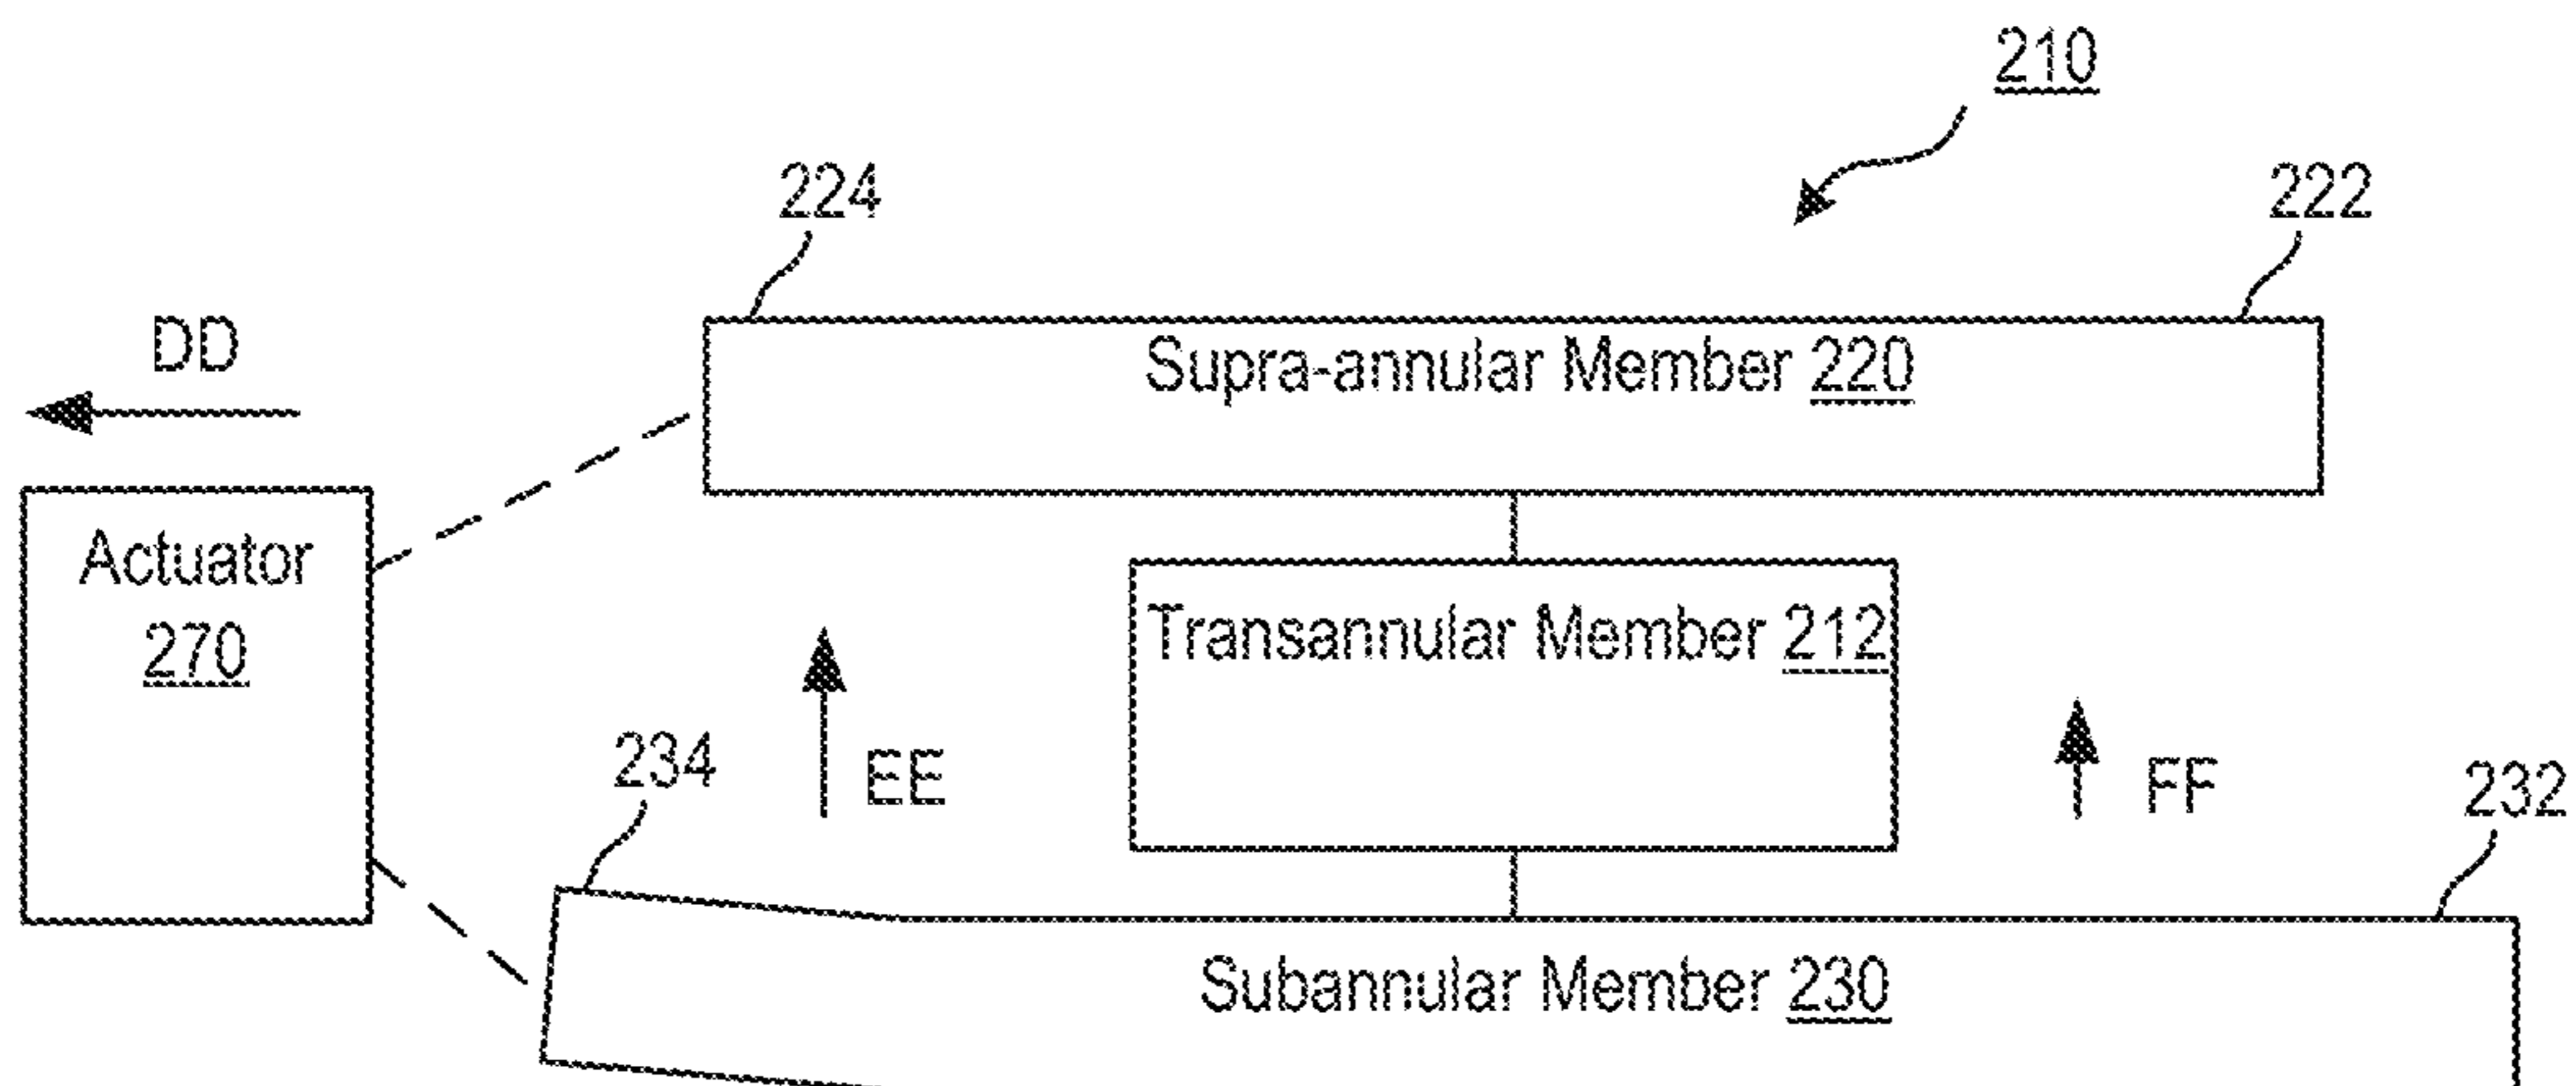 210
224
222
DD
Supra-annular Member 220
Actuator
270
Transannular Member 212
234
EE
FF
232
Subannular Member 230